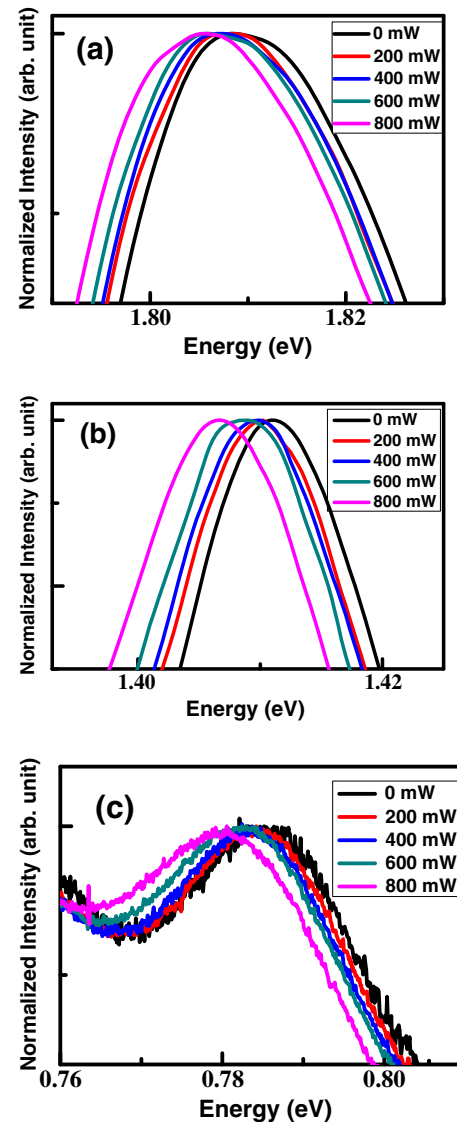 Normalized Intensity (arb. unit)
(a)
0 mW
200 mW
400 mW
600 mW
800 mW
1.80
1.82
Energy (eV)
Normalized Intensity (arb. unit)
(b)
0 mW
200 mW
400 mW
600 mW
800 mW
1.40
1.42
Energy (eV)
Normalized Intensity (arb. unit)
(c)
0 mW
200 mW
400 mW
600 mW
800 mW
0.76
0.78
0.80
Energy (eV)